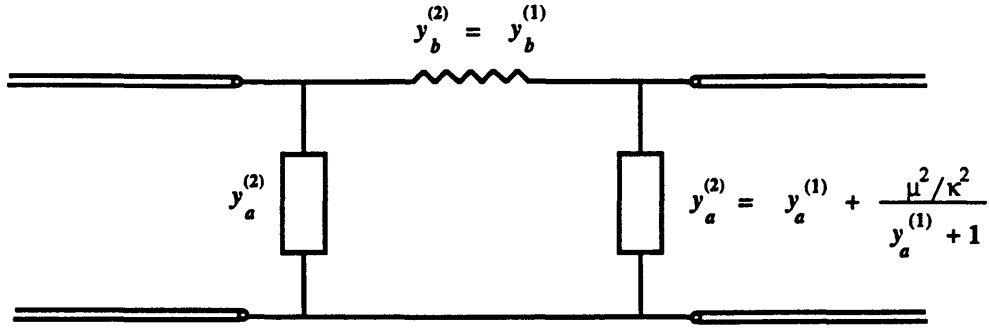 y_b^(2) = y_b^(1)
y_a^(2)
y_a^(2) = y_a^(1) + μ²/κ² / (y_a^(1) + 1)